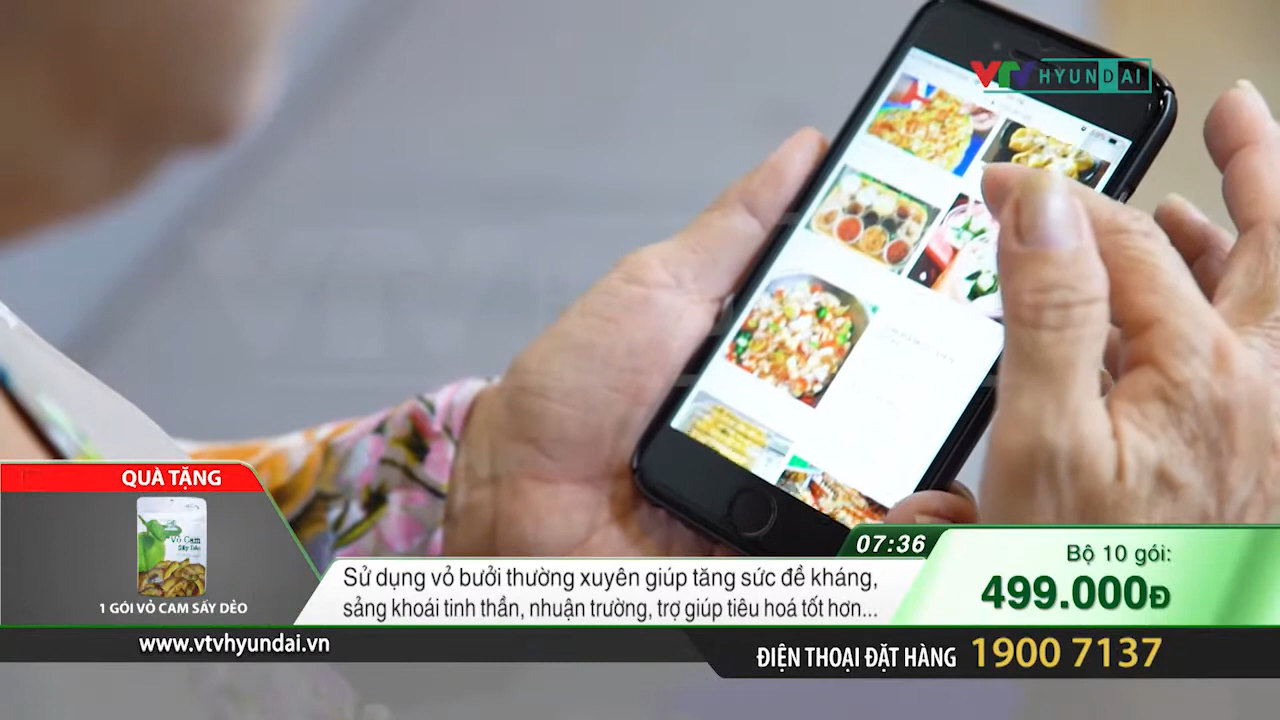 VTV HYUNDAI
QUÀ TẶNG
Vỏ Cam
Sấy Dẻo
1 GÓI VỎ CAM SẤY DẺO
07:36
Sử dụng vỏ bưởi thường xuyên giúp tăng sức đề kháng,
sảng khoái tinh thần, nhuận trường, trợ giúp tiêu hoá tốt hơn...
Bộ 10 gói:
499.000Đ
www.vtvhyundai.vn
ĐIỆN THOẠI ĐẶT HÀNG 1900 7137